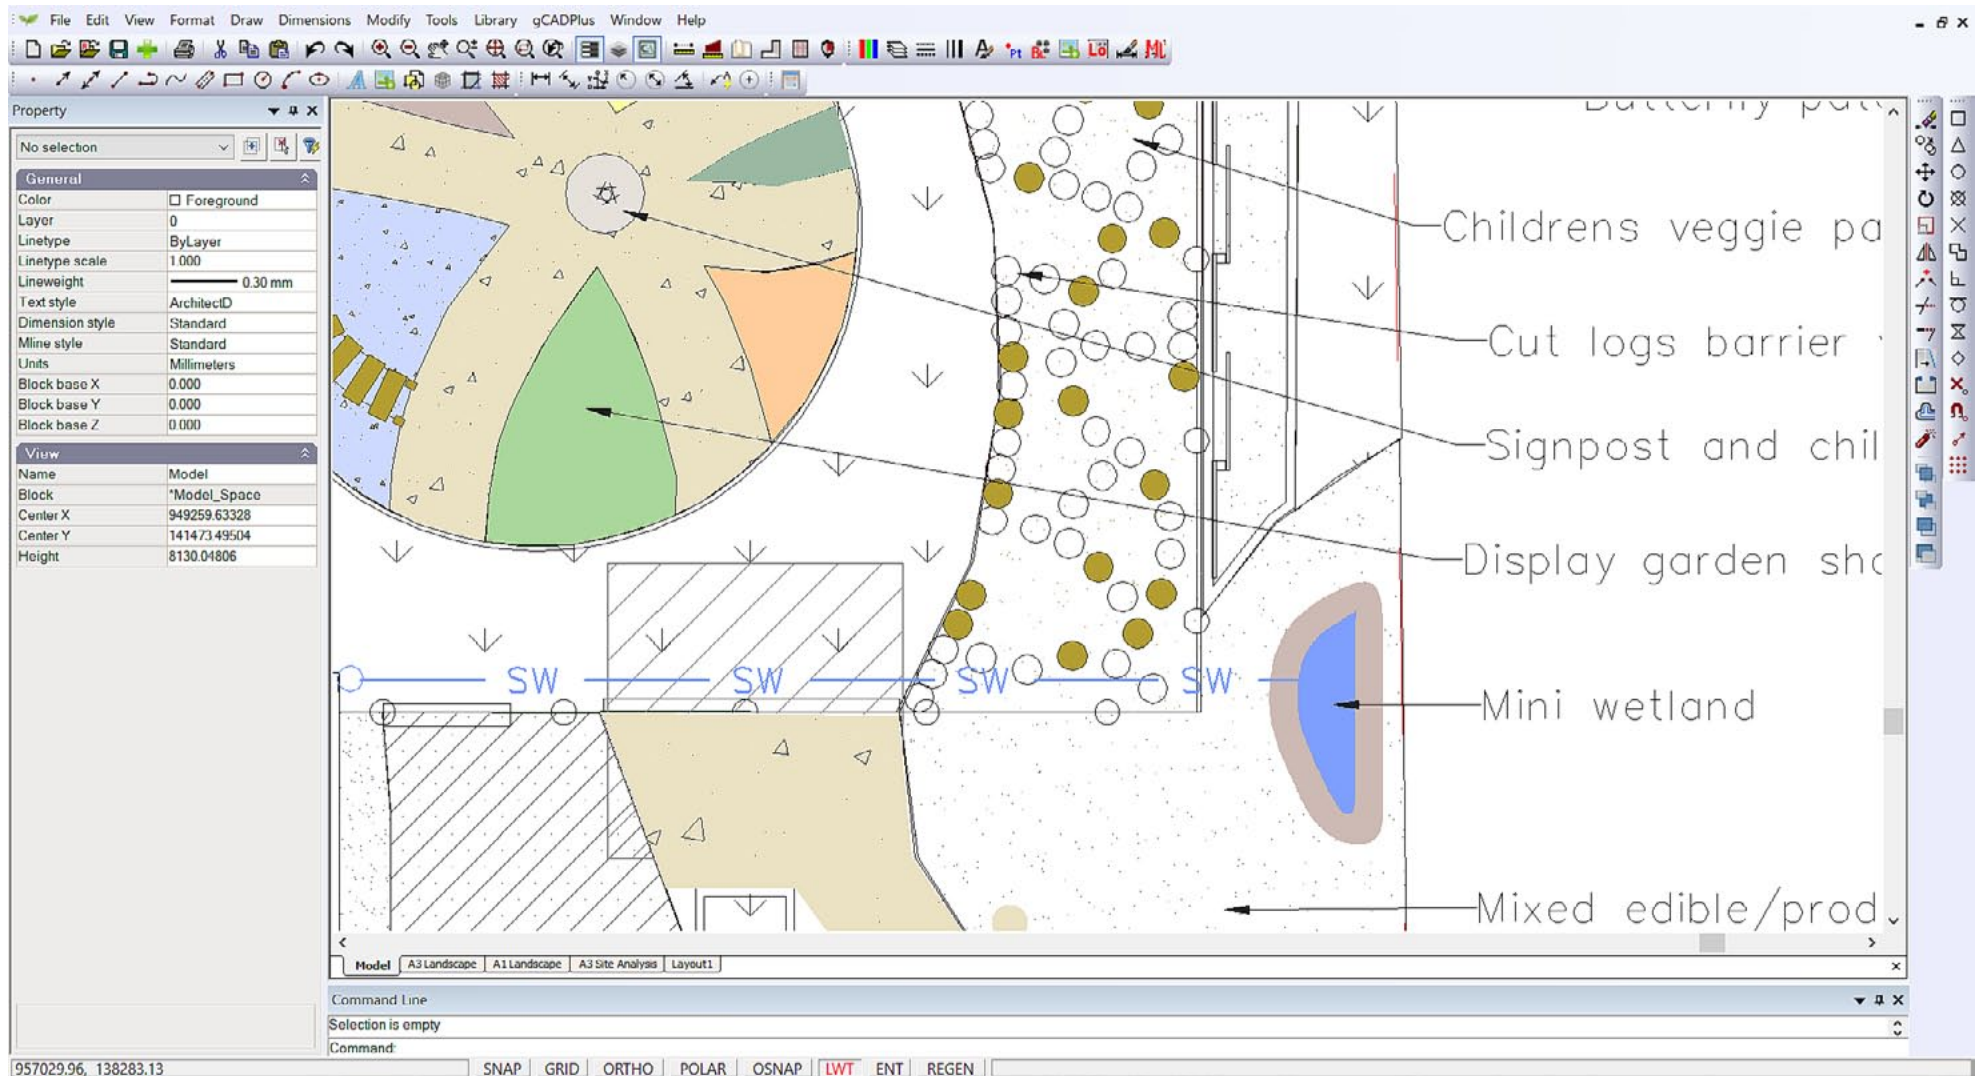 File Edit View Format Draw Dimensions Modify Tools Library gCADPlus Window Help
Property
No selection
General
Color Foreground
Layer 0
Linetype ByLayer
Linetype scale 1.000
Lineweight 0.30 mm
Text style ArchitectD
Dimension style Standard
Mline style Standard
Units Millimeters
Block base X 0.000
Block base Y 0.000
Block base Z 0.000
View
Name Model
Block *Model_Space
Center X 949259.63328
Center Y 141473.49504
Height 8130.04806
Childrens veggie pa
Cut logs barrier
Signpost and chil
Display garden
SW SW SW SW
Mini wetland
Mixed edible/prod
Model A3 Landscape A1 Landscape A3 Site Analysis Layout1
Command Line
Selection is empty
Command:
957029.96, 138283.13 SNAP GRID ORTHO POLAR OSNAP LWT ENT REGEN